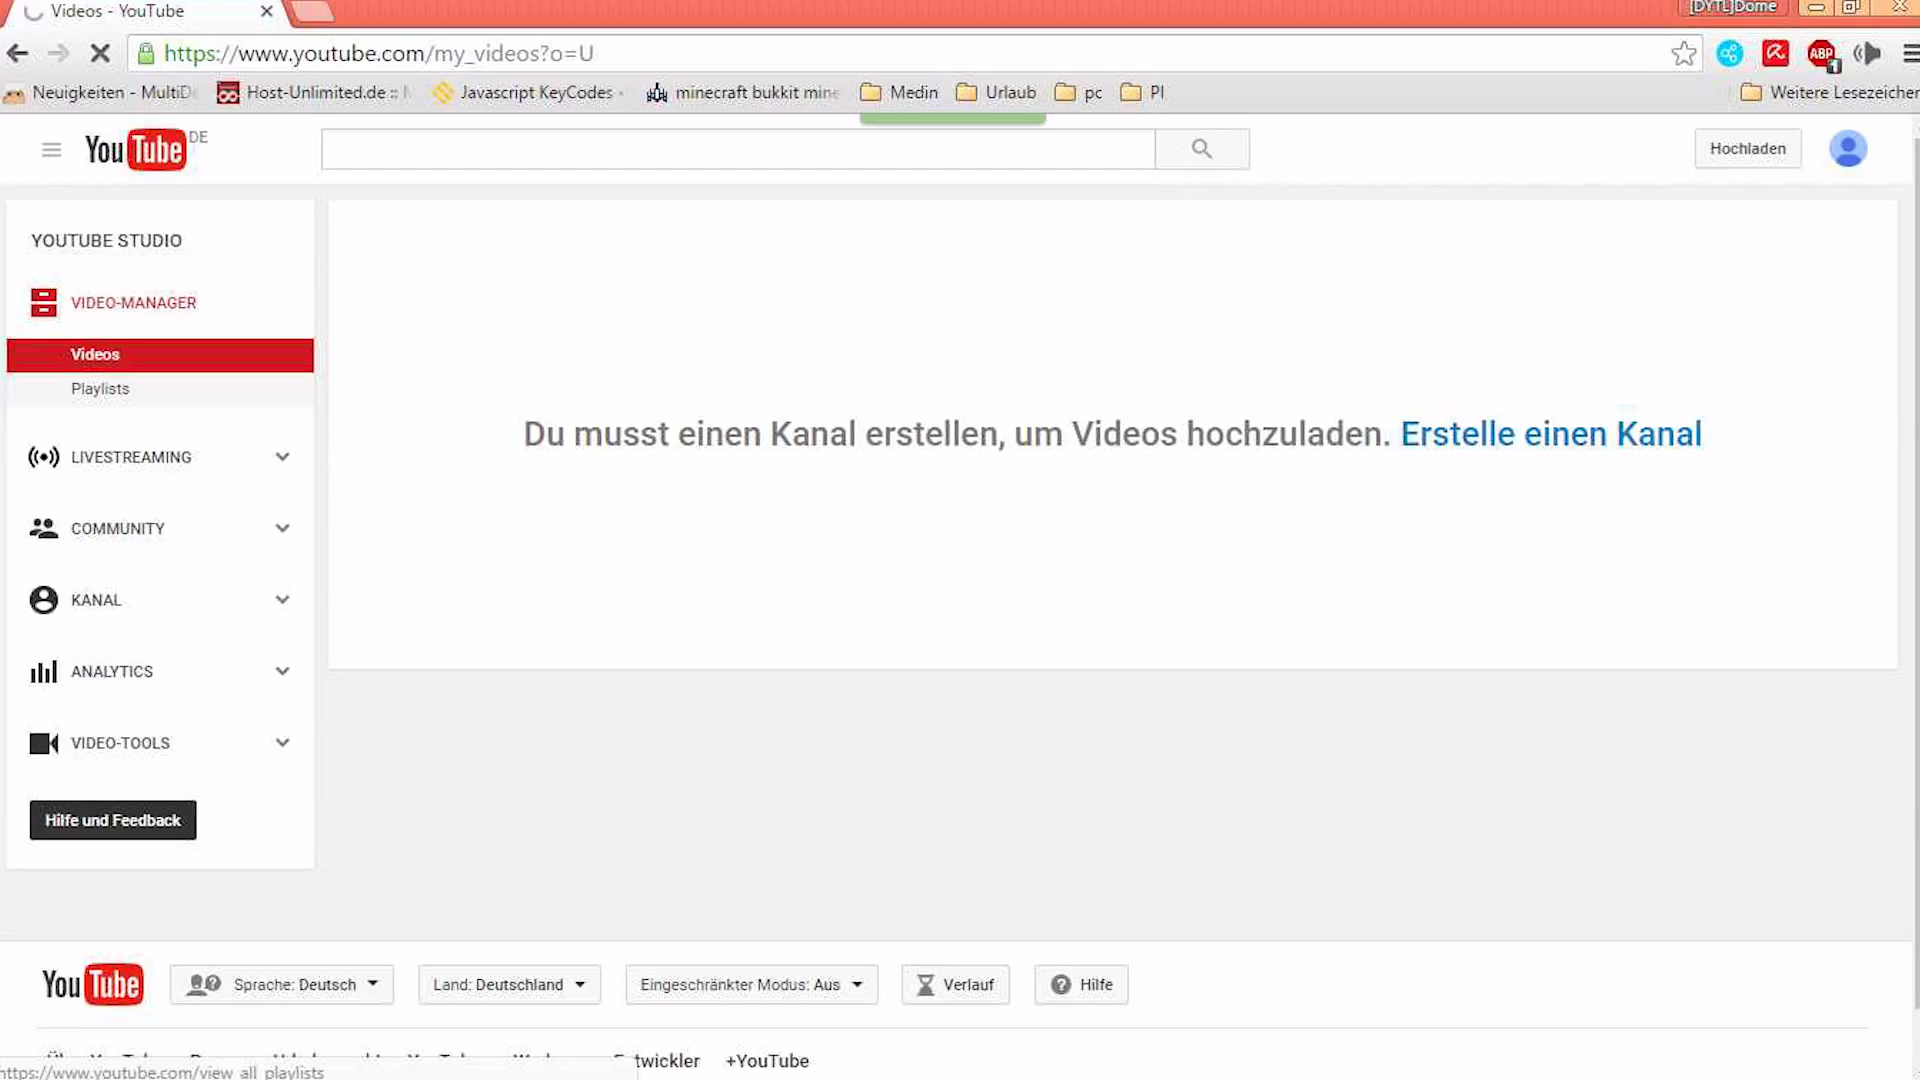 Videos - YouTube
[DYTL]Dome
https://www.youtube.com/my_videos?o=U
ABP
1
Neuigkeiten - MultiD
Host-Unlimited.de ::
Javascript KeyCodes -
minecraft bukkit mine
Medin
Urlaub
pc
PI
Weitere Lesezeichen
YouTube DE
Hochladen
YOUTUBE STUDIO
VIDEO-MANAGER
Videos
Playlists
Du musst einen Kanal erstellen, um Videos hochzuladen. Erstelle einen Kanal
LIVESTREAMING
COMMUNITY
KANAL
ANALYTICS
VIDEO-TOOLS
Hilfe und Feedback
YouTube
Sprache: Deutsch
Land: Deutschland
Eingeschränkter Modus: Aus
Verlauf
Hilfe
+YouTube
https://www.youtube.com/view_all_playlists